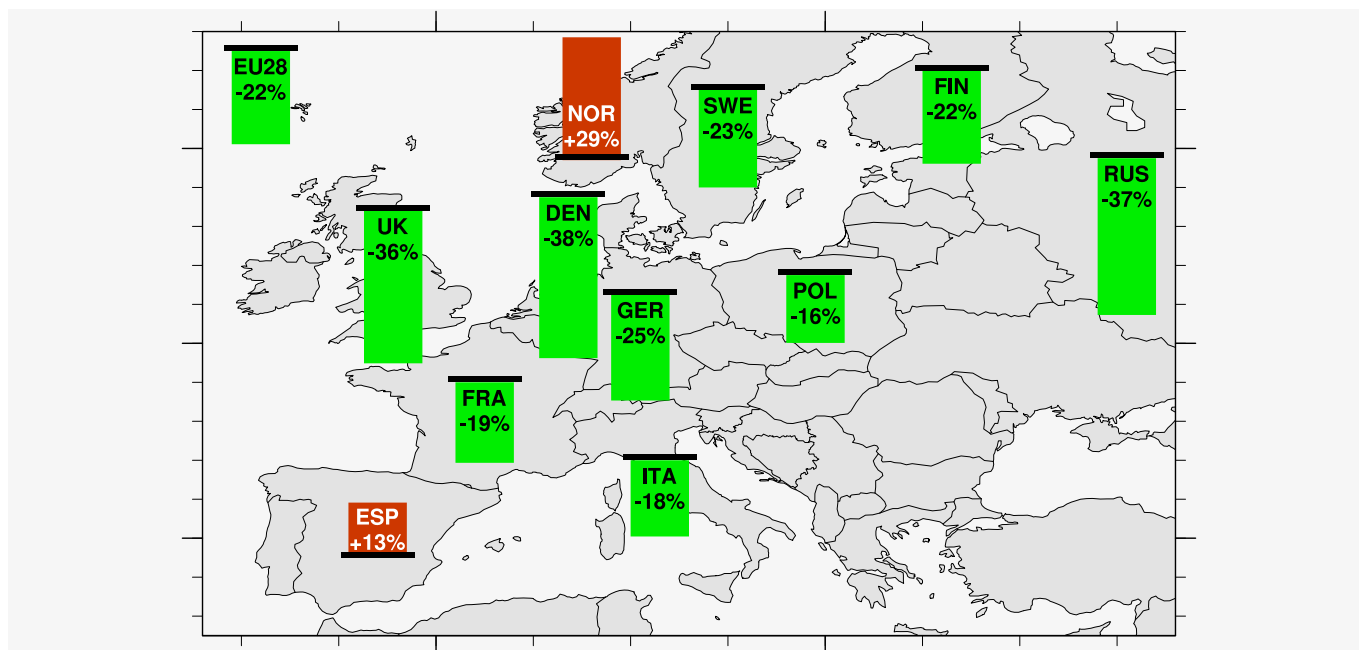 EU28
-22%
NOR
+29%
SWE
-23%
FIN
-22%
RUS
-37%
UK
-36%
DEN
-38%
GER
-25%
POL
-16%
FRA
-19%
ITA
-18%
ESP
+13%